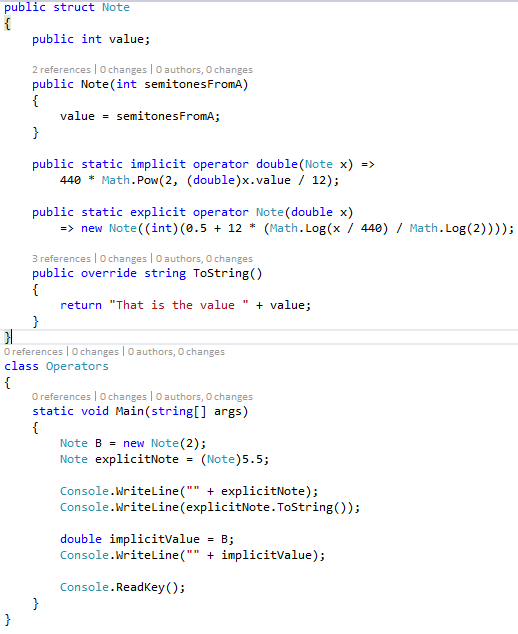 public struct Note
{
public int value;
2 references | 0 changes | 0 authors, 0 changes
public Note(int semitonesFromA)
{
value = semitonesFromA;
}
public static implicit operator double(Note x) =>
440 * Math.Pow(2, (double)x.value / 12);
public static explicit operator Note(double x)
=> new Note((int)(0.5 + 12 * (Math.Log(x / 440) / Math.Log(2))));
3 references | 0 changes | 0 authors, 0 changes
public override string ToString()
{
return "That is the value " + value;
}
}
0 references | 0 changes | 0 authors, 0 changes
class Operators
{
0 references | 0 changes | 0 authors, 0 changes
static void Main(string[] args)
{
Note B = new Note(2);
Note explicitNote = (Note)5.5;
Console.WriteLine("" + explicitNote);
Console.WriteLine(explicitNote.ToString());
double implicitValue = B;
Console.WriteLine("" + implicitValue);
Console.ReadKey();
}
}